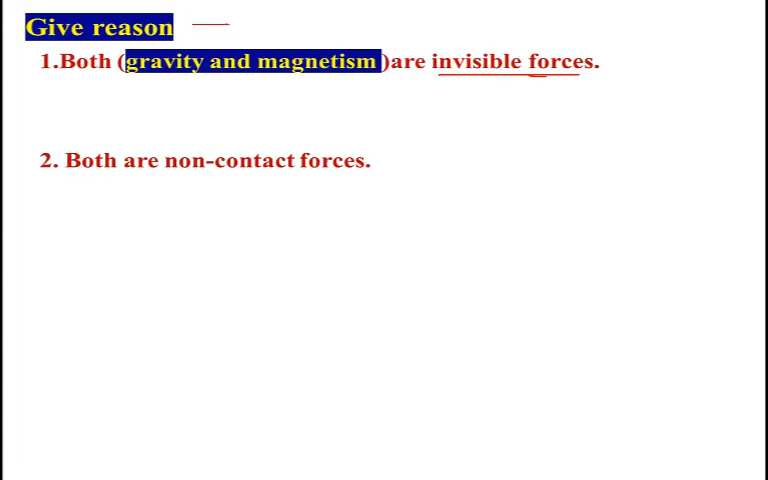 Give reason
1.Both (gravity and magnetism )are invisible forces.
2. Both are non-contact forces.